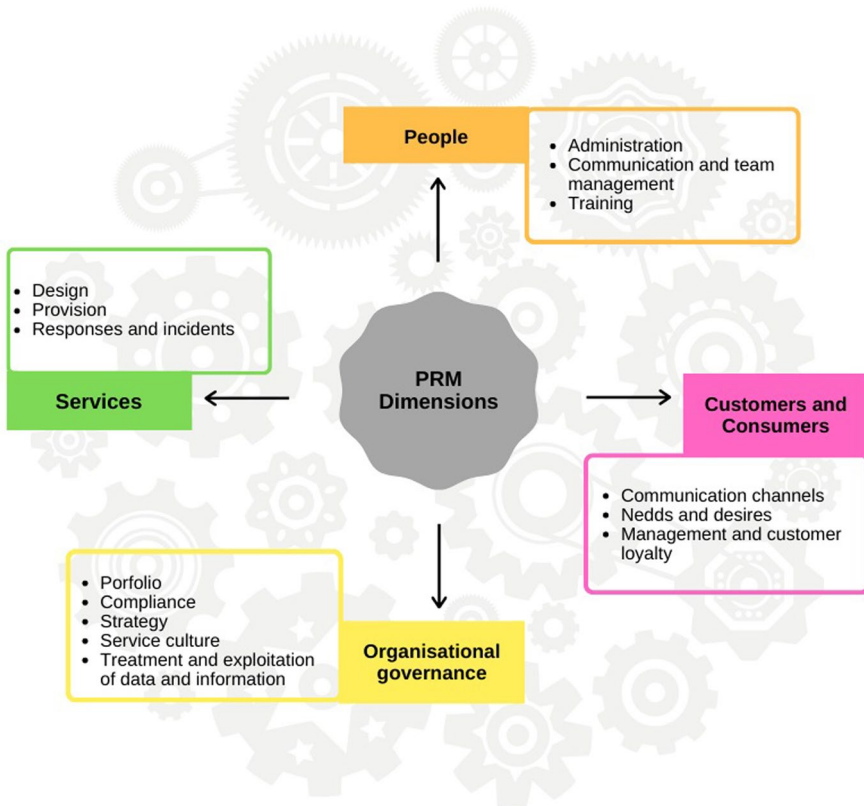 People
• Administration
• Communication and team
management
• Training
• Design
• Provision
• Responses and incidents
Services
PRM
Dimensions
Customers and
Consumers
• Communication channels
• Nedds and desires
• Management and customer
loyalty
• Porfolio
• Compliance
• Strategy
• Service culture
• Treatment and exploitation
of data and information
Organisational
governance